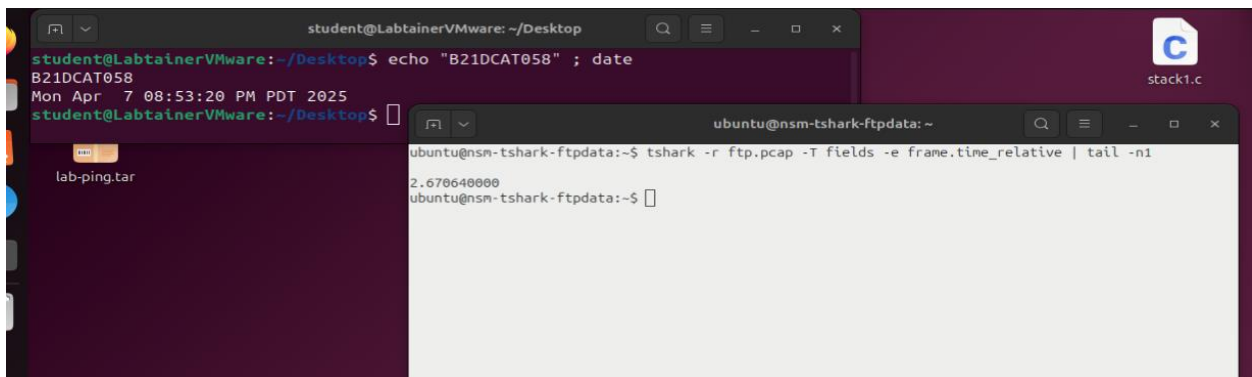 student@LabtainerVMware: ~/Desktop
student@LabtainerVMware:~/Desktop$ echo "B21DCAT058" ; date
B21DCAT058
Mon Apr  7 08:53:20 PM PDT 2025
student@LabtainerVMware:~/Desktop$
C
stack1.c
lab-ping.tar
ubuntu@nsm-tshark-ftpdata: ~
ubuntu@nsm-tshark-ftpdata:~$ tshark -r ftp.pcap -T fields -e frame.time_relative | tail -n1
2.670640000
ubuntu@nsm-tshark-ftpdata:~$